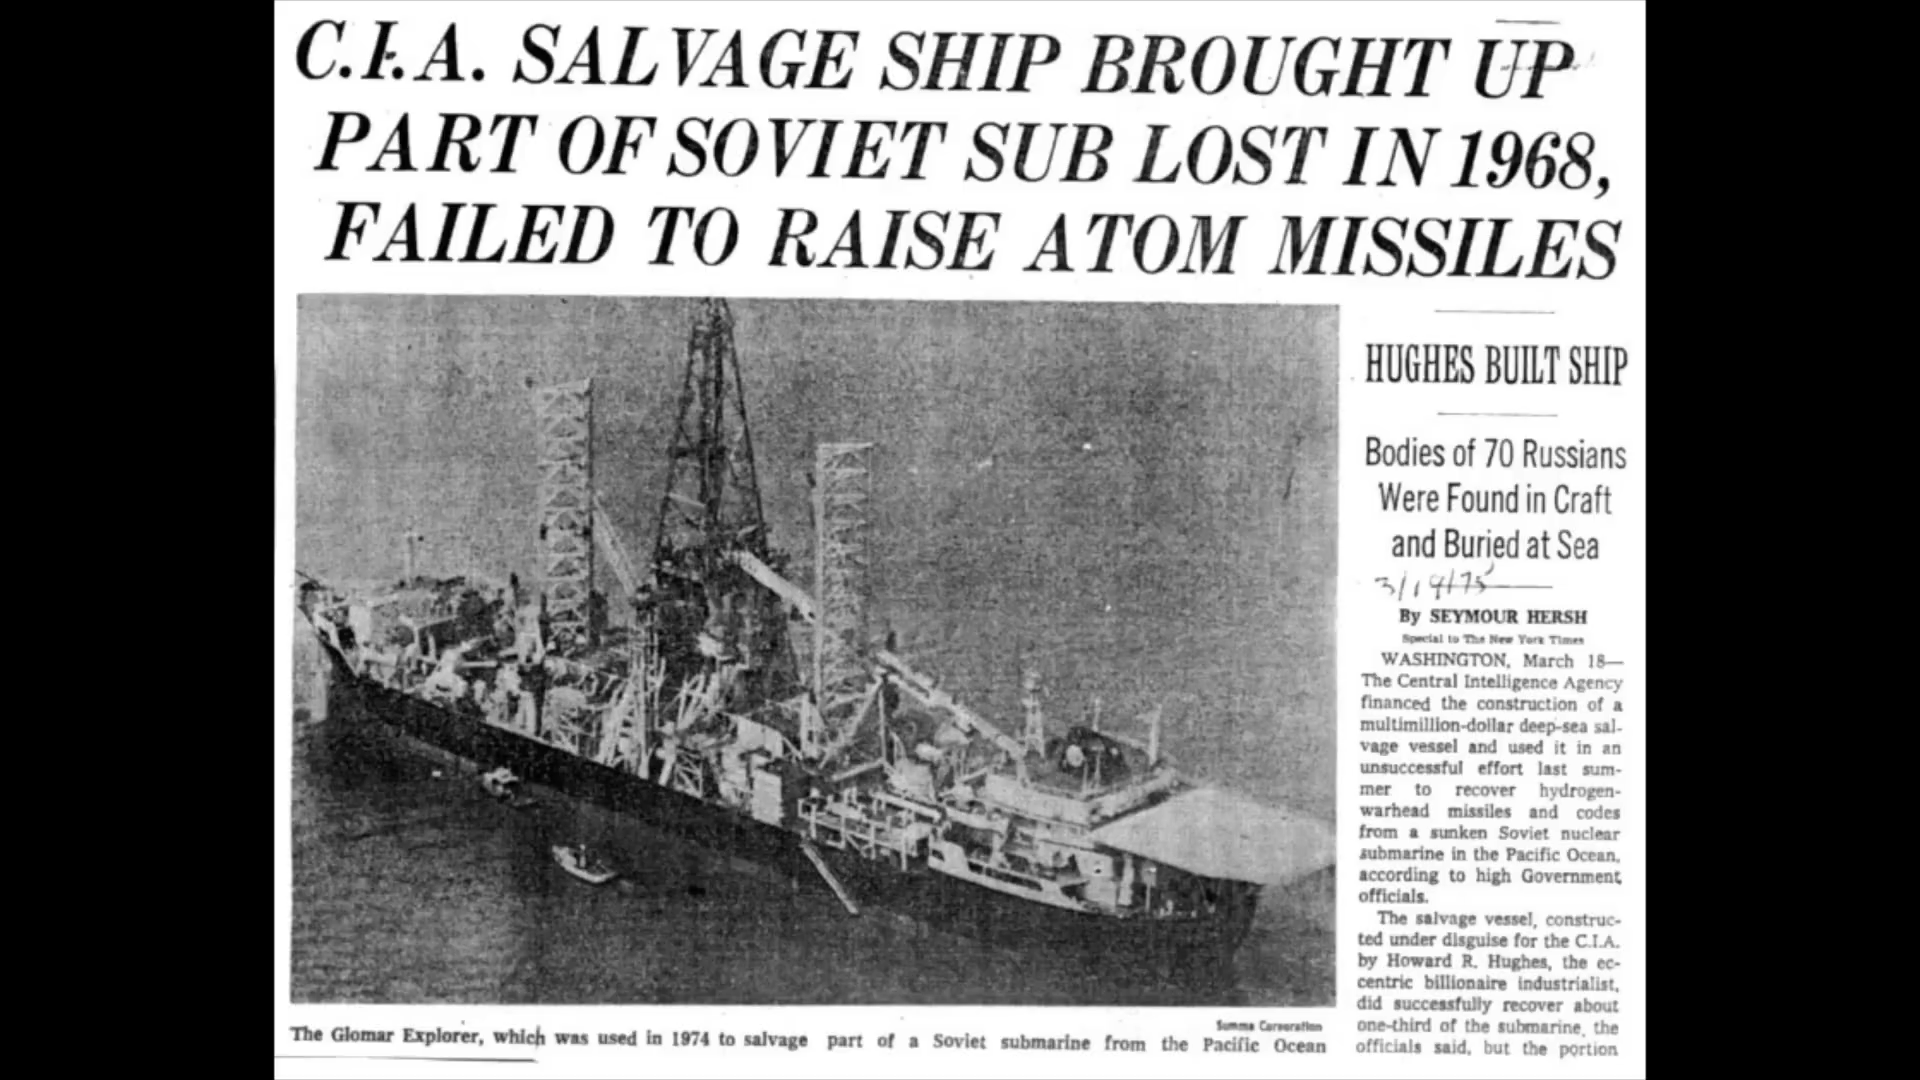 C.I.A. SALVAGE SHIP BROUGHT UP
PART OF SOVIET SUB LOST IN 1968,
FAILED TO RAISE ATOM MISSILES
HUGHES BUILT SHIP
Bodies of 70 Russians
Were Found in Craft
and Buried at Sea
3/19/75
By SEYMOUR HERSH
Special to The New York Times
WASHINGTON, March 18—
The Central Intelligence Agency
financed the construction of a
multimillion-dollar deep-sea sal-
vage vessel and used it in an
unsuccessful effort last sum-
mer to recover hydrogen-
warhead missiles and codes
from a sunken Soviet nuclear
submarine in the Pacific Ocean,
according to high Government
officials.
The salvage vessel, construc-
ted under disguise for the C.I.A.
by Howard R. Hughes, the ec-
centric billionaire industrialist,
did successfully recover about
one-third of the submarine, the
officials said, but the portion
Summa Corporation
The Glomar Explorer, which was used in 1974 to salvage part of a Soviet submarine from the Pacific Ocean